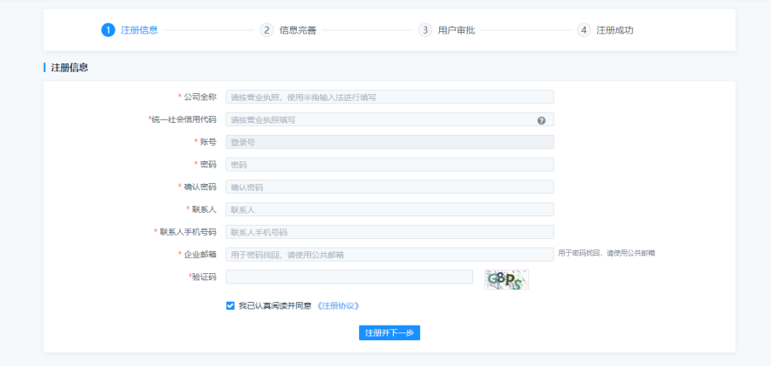 1 注册信息 2 信息完善 3 用户审批 4 注册成功
注册信息
* 公司全称 请按营业执照，使用半角输入法进行填写
*统一社会信用代码 请按营业执照填写 ?
* 账号 登录号
* 密码 密码
* 确认密码 确认密码
* 联系人 联系人
* 联系人手机号码 联系人手机号码
* 企业邮箱 用于密码找回，请使用公共邮箱 用于密码找回，请使用公共邮箱
*验证码 G8PS
我已认真阅读并同意 《注册协议》
注册并下一步